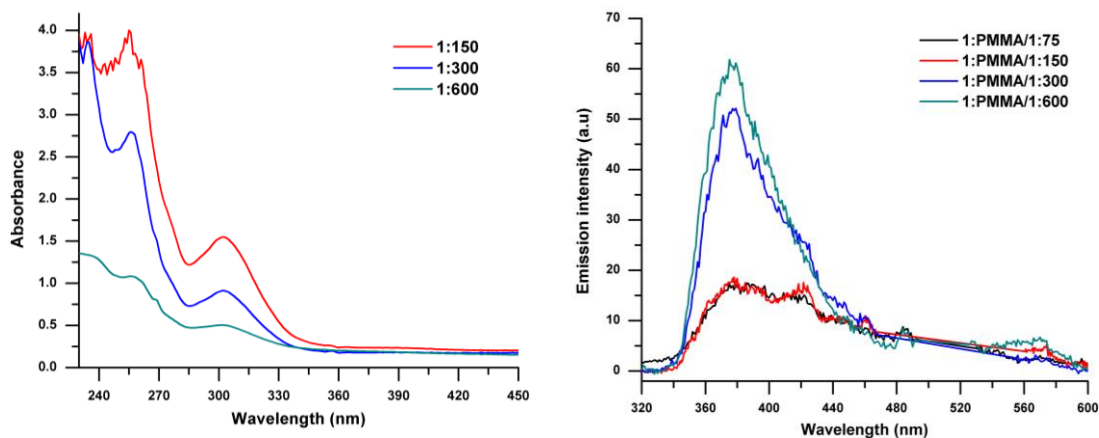 4.0
3.5
3.0
2.5
2.0
1.5
1.0
0.5
0.0
Absorbance
240 270 300 330 360 390 420 450
Wavelength (nm)
1:150
1:300
1:600
70
60
50
40
30
20
10
0
Emission intensity (a.u)
320 360 400 440 480 520 560 600
Wavelength (nm)
1:PMMA/1:75
1:PMMA/1:150
1:PMMA/1:300
1:PMMA/1:600